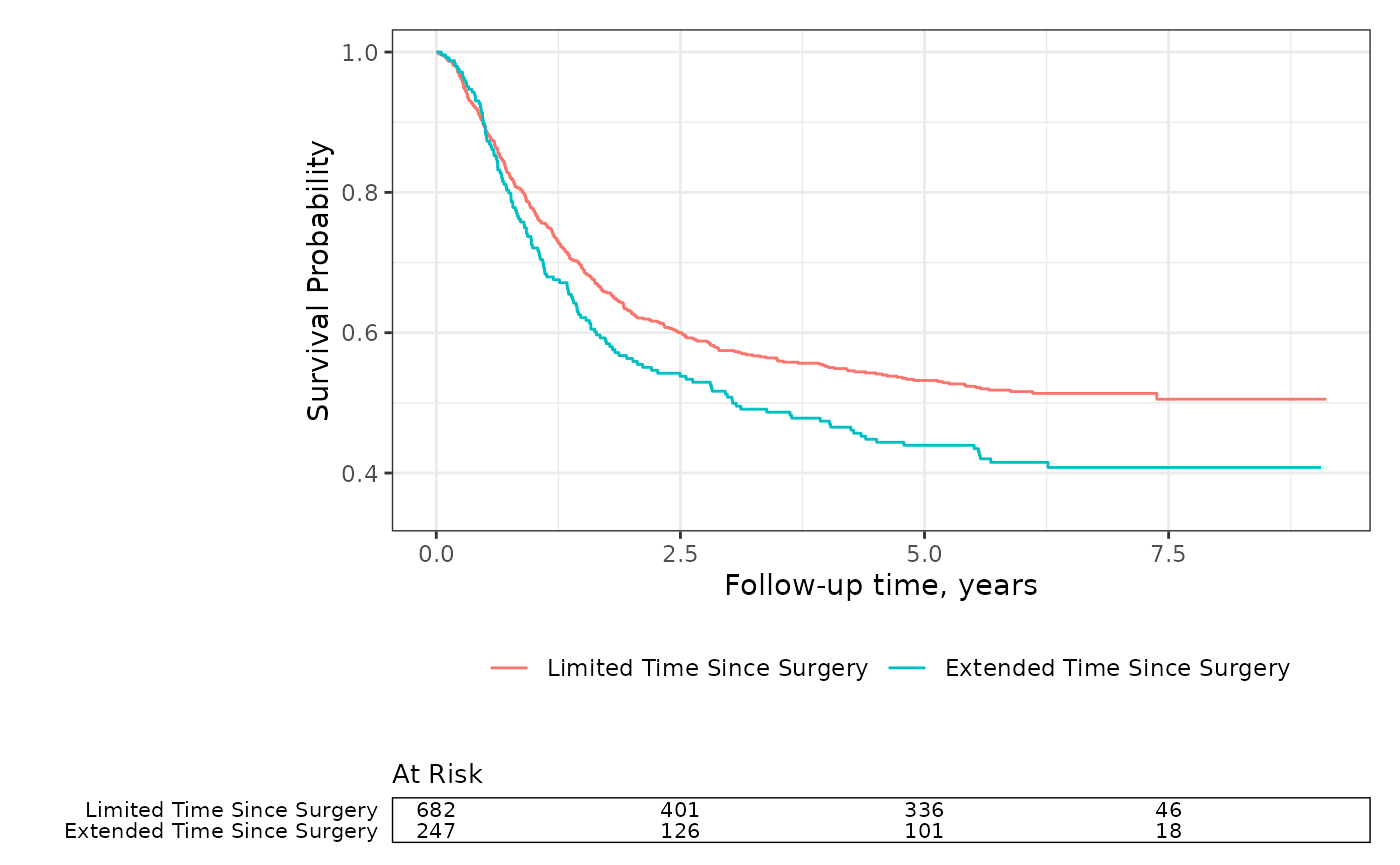 1.0
0.8
0.6
0.4
Survival Probability
0.0 2.5 5.0 7.5
Follow-up time, years
Limited Time Since Surgery Extended Time Since Surgery
At Risk
Limited Time Since Surgery 682 401 336 46
Extended Time Since Surgery 247 126 101 18